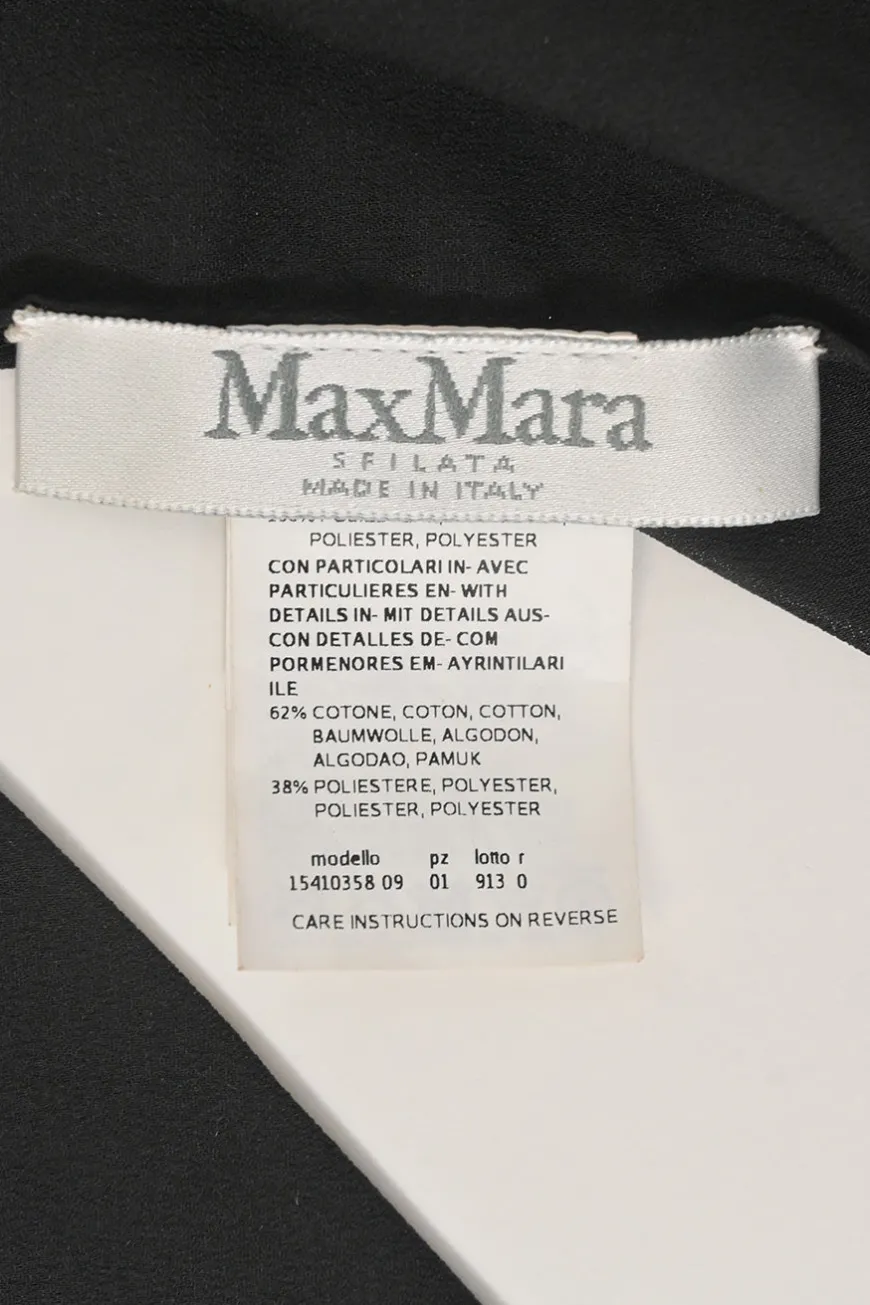 MaxMara
SFILATA
MADE IN ITALY
POLIESTER, POLYESTER
CON PARTICOLARI IN- AVEC
PARTICULIERES EN- WITH
DETAILS IN- MIT DETAILS AUS-
CON DETALLES DE- COM
PORMENORES EM- AYRINTILARI
ILE
62% COTONE, COTON, COTTON,
BAUMWOLLE, ALGODON,
ALGODAO, PAMUK
38% POLIESTERE, POLYESTER,
POLIESTER, POLYESTER
modello pz lotto r
15410358 09 01 913 0
CARE INSTRUCTIONS ON REVERSE